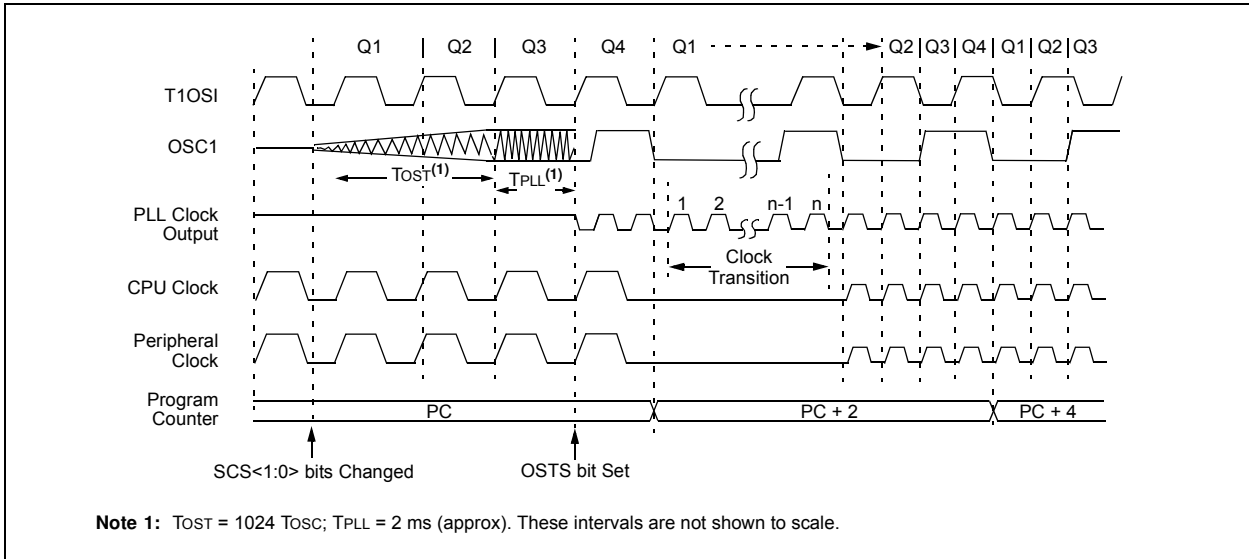 Q1 Q2 Q3 Q4 Q1 Q2 Q3 Q4 Q1 Q2 Q3
T1OSI
OSC1
TOST(1) TPLL(1)
1 2 n-1 n
PLL Clock
Output
Clock
Transition
CPU Clock
Peripheral
Clock
Program
Counter
PC PC + 2 PC + 4
SCS<1:0> bits Changed OSTS bit Set
Note 1: TOST = 1024 TOSC; TPLL = 2 ms (approx). These intervals are not shown to scale.